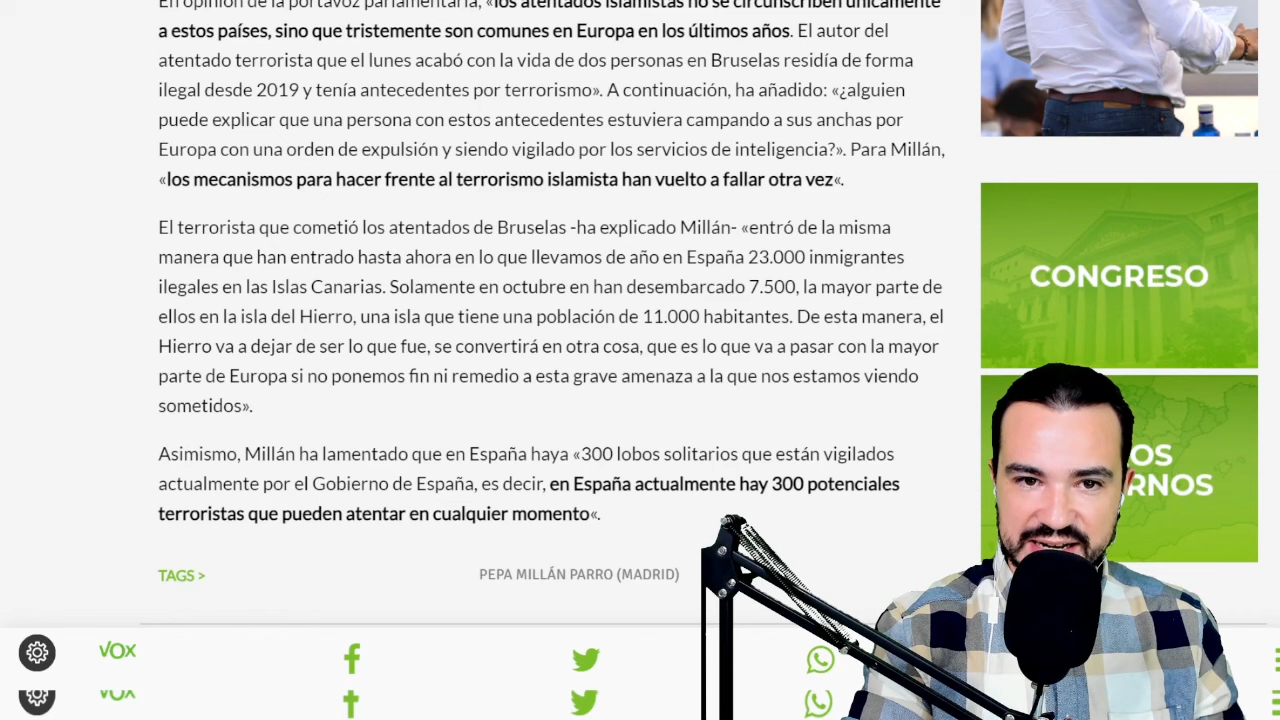 En opinión de la portavoz parlamentaria, «los atentados islamistas no se circunscriben únicamente
a estos países, sino que tristemente son comunes en Europa en los últimos años. El autor del
atentado terrorista que el lunes acabó con la vida de dos personas en Bruselas residía de forma
ilegal desde 2019 y tenía antecedentes por terrorismo». A continuación, ha añadido: «¿alguien
puede explicar que una persona con estos antecedentes estuviera campando a sus anchas por
Europa con una orden de expulsión y siendo vigilado por los servicios de inteligencia?». Para Millán,
«los mecanismos para hacer frente al terrorismo islamista han vuelto a fallar otra vez«.
El terrorista que cometió los atentados de Bruselas -ha explicado Millán- «entró de la misma
manera que han entrado hasta ahora en lo que llevamos de año en España 23.000 inmigrantes
ilegales en las Islas Canarias. Solamente en octubre en han desembarcado 7.500, la mayor parte de
ellos en la isla del Hierro, una isla que tiene una población de 11.000 habitantes. De esta manera, el
Hierro va a dejar de ser lo que fue, se convertirá en otra cosa, que es lo que va a pasar con la mayor
parte de Europa si no ponemos fin ni remedio a esta grave amenaza a la que nos estamos viendo
sometidos».
Asimismo, Millán ha lamentado que en España haya «300 lobos solitarios que están vigilados
actualmente por el Gobierno de España, es decir, en España actualmente hay 300 potenciales
terroristas que pueden atentar en cualquier momento«.
TAGS >
PEPA MILLÁN PARRO (MADRID)
CONGRESO
OS
RNOS
VOX
VOX